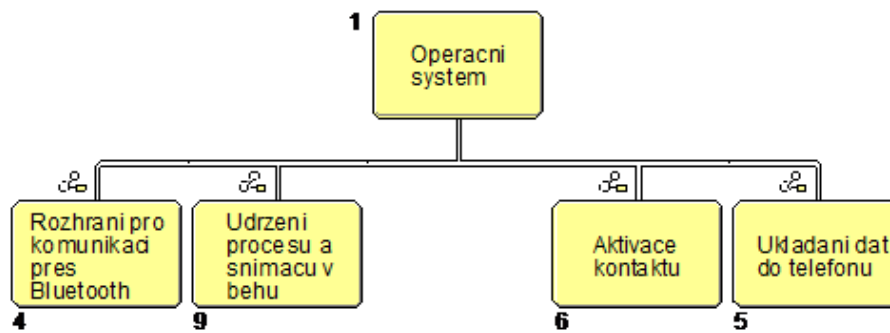 1
Operacni
system
Rozhrani pro
komunikaci
pres
Bluetooth
4
Udrzeni
procesu a
snimacu v
behu
9
Aktivace
kontaktu
6
Ukladani dat
do telefonu
5